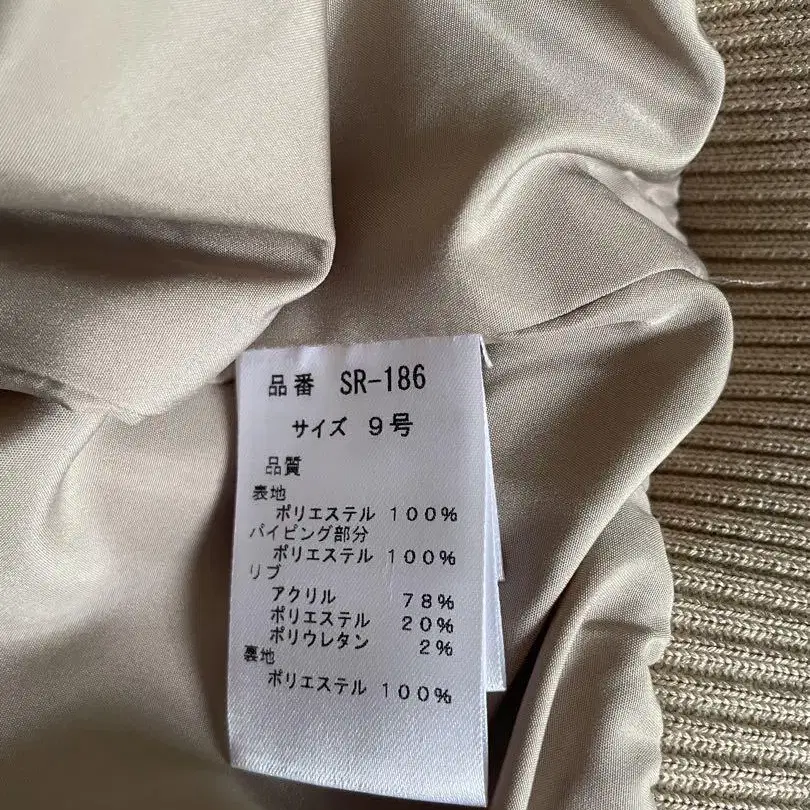 品番 SR-186
サイズ 9号
品質
表地
ポリエステル 100%
パイピング部分
ポリエステル 100%
リブ
アクリル 78%
ポリエステル 20%
ポリウレタン 2%
裏地
ポリエステル 100%